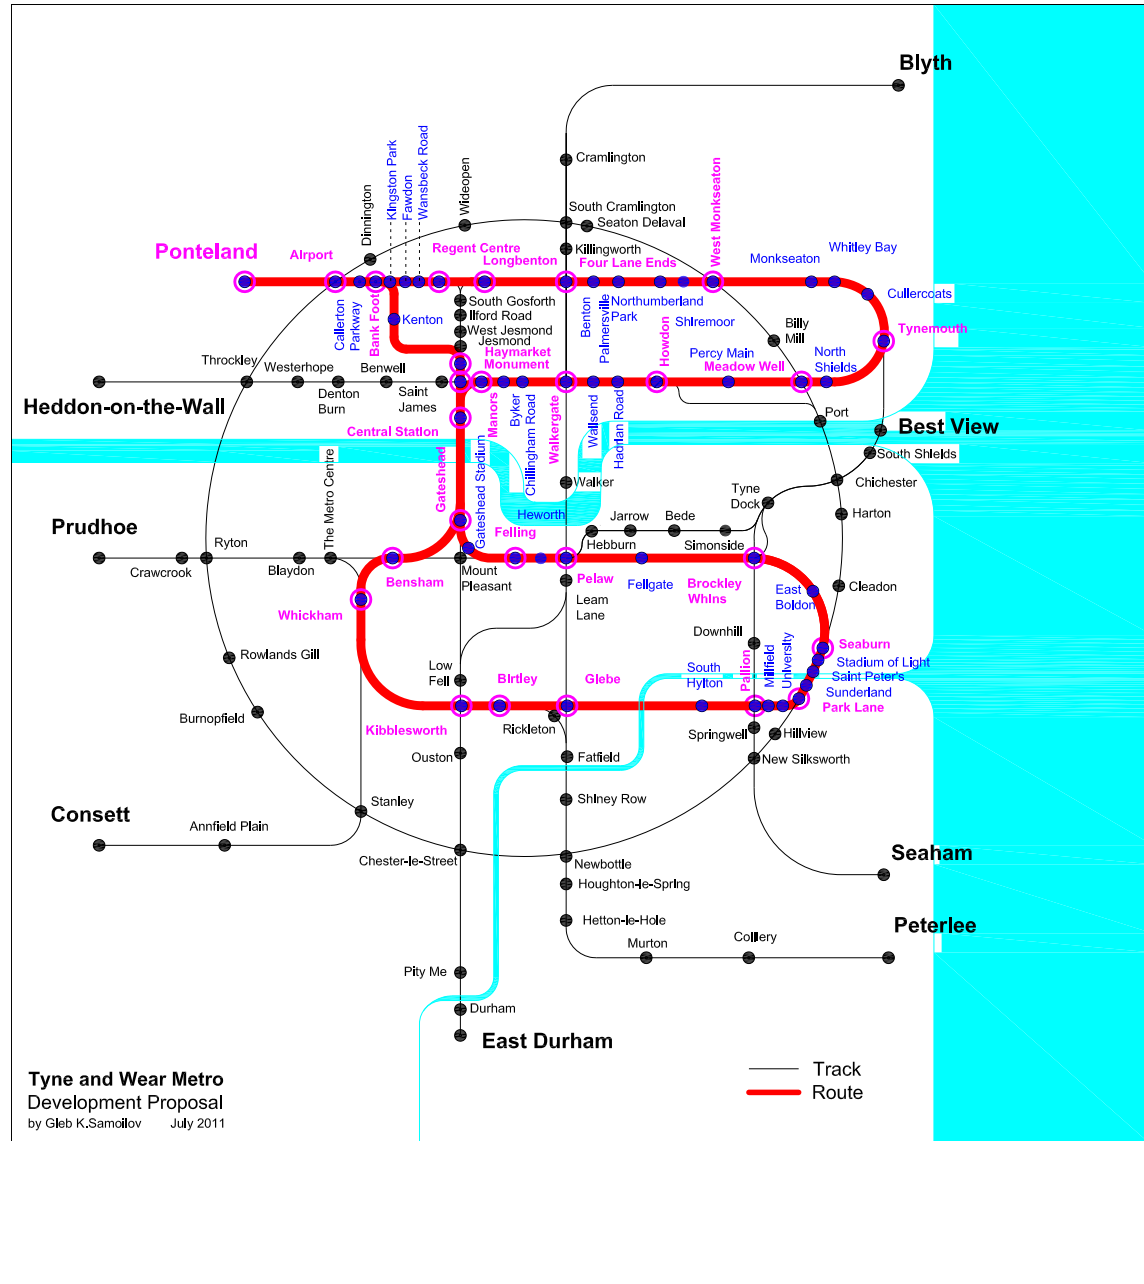 Blyth
Cramlington
South Cramlington
Seaton Delaval
Killingworth
Wideopen
Dinnington
Kingston Park
Fawdon
Wansbeck Road
West Monkseaton
Ponteland
Airport
Regent Centre
Longbenton
Four Lane Ends
Monkseaton
Whitley Bay
Cullercoats
Tynemouth
Callerton
Parkway
Bank Foot
Kenton
South Gosforth
Ilford Road
West Jesmond
Jesmond
Benton
Palmersville
Northumberland
Park
Shiremoor
Billy
Mill
Howdon
Percy Main
Meadow Well
North
Shields
Haymarket
Monument
Throckley
Westerhope
Denton
Burn
Benwell
Saint
James
Heddon-on-the-Wall
Manors
Byker
Chillingham Road
Walkergate
Wallsend
Hadrian Road
Port
Best View
Central Station
Gateshead
Gateshead Stadium
South Shields
Chichester
Walker
Tyne
Dock
Harton
Prudhoe
The Metro Centre
Heworth
Felling
Jarrow
Bede
Hebburn
Simonside
Ryton
Crawcrook
Blaydon
Bensham
Mount
Pleasant
Pelaw
Fellgate
Brockley
Whins
East
Boldon
Cleadon
Leam
Lane
Whickham
Downhill
Seaburn
Rowlands Gill
Low
Fell
Birtley
Glebe
South
Hylton
Pallion
Millfield
University
Stadium of Light
Saint Peter's
Sunderland
Park Lane
Burnopfield
Kibblesworth
Rickleton
Springwell
Hillview
Ouston
Fatfield
New Silksworth
Stanley
Shiney Row
Consett
Annfield Plain
Chester-le-Street
Newbottle
Seaham
Houghton-le-Spring
Hetton-le-Hole
Peterlee
Murton
Colliery
Pity Me
Durham
East Durham
Tyne and Wear Metro
Development Proposal
by Gleb K.Samoilov July 2011
Track
Route